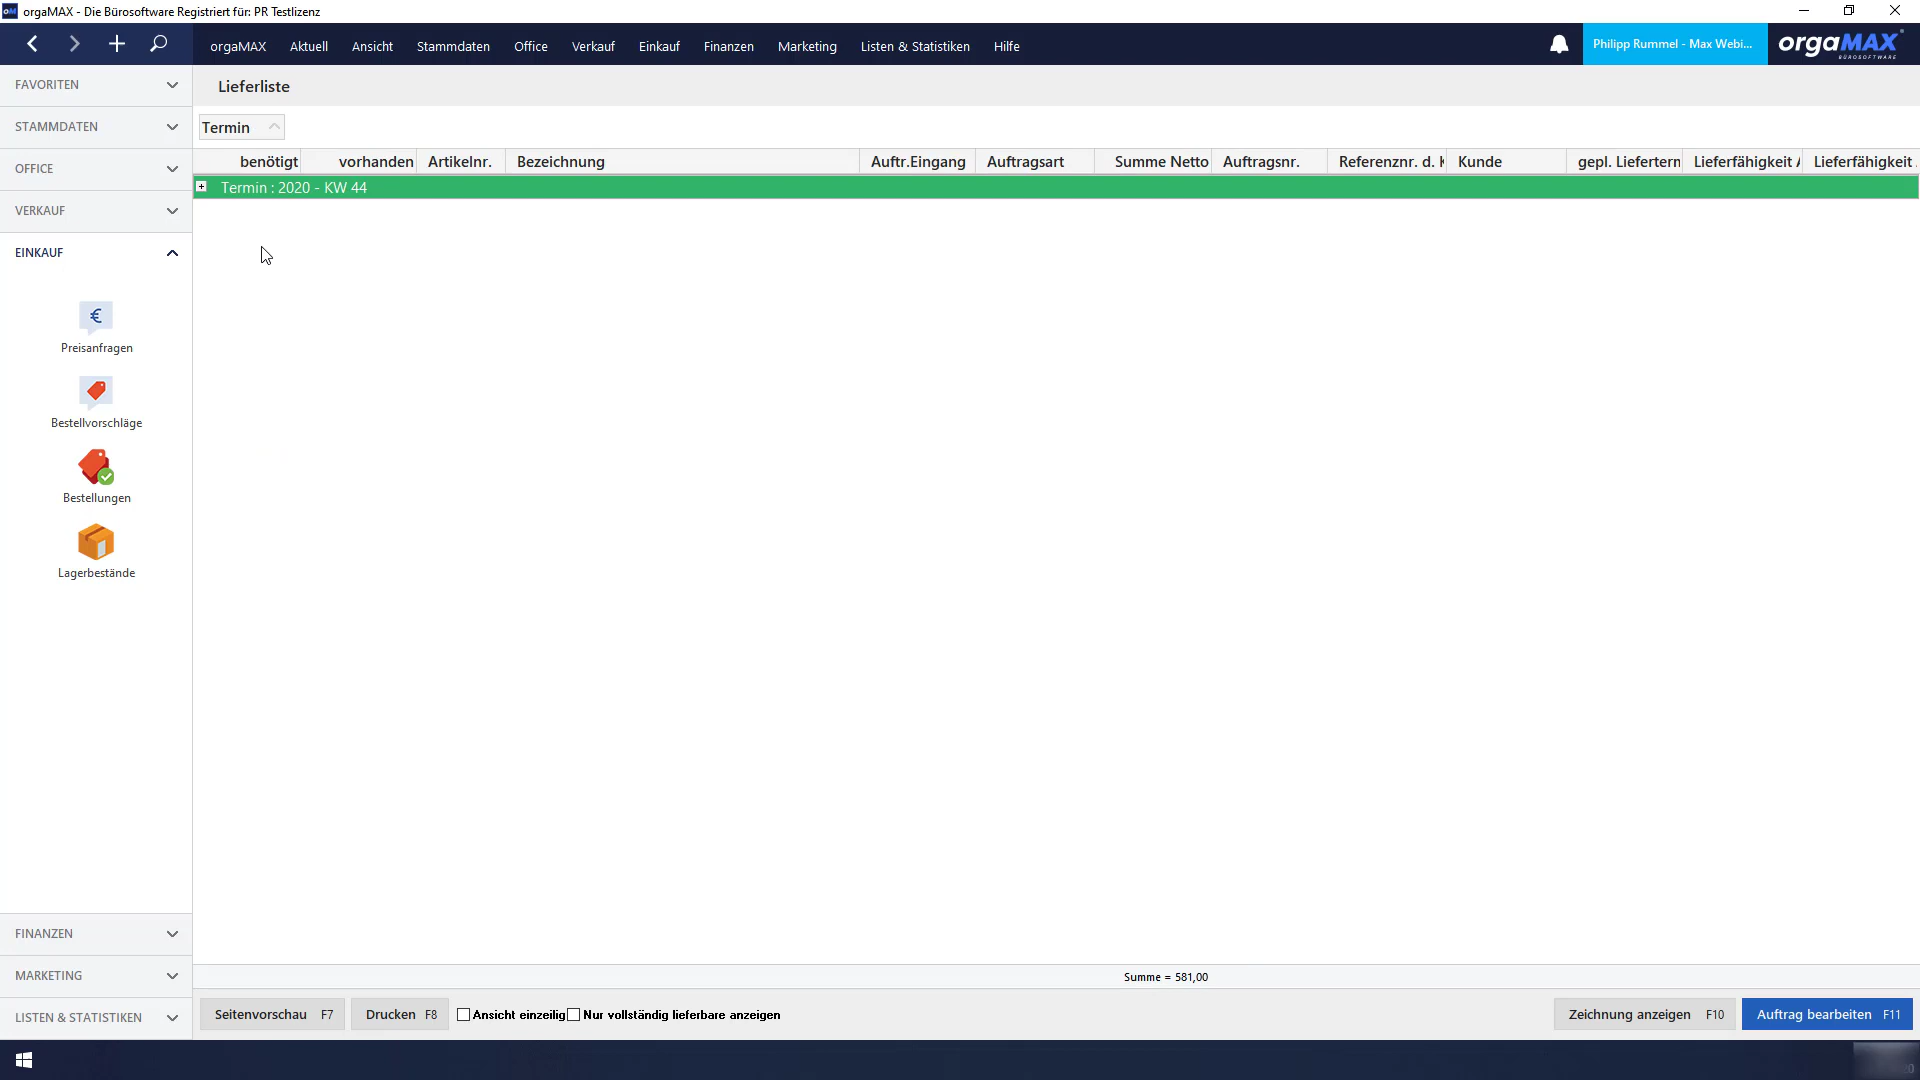 orgaMAX - Die Bürosoftware Registriert für: PR Testlizenz
orgaMAX Aktuell Ansicht Stammdaten Office Verkauf Einkauf Finanzen Marketing Listen & Statistiken Hilfe
Philipp Rummel - Max Webi...
orgaMAX
BÜROSOFTWARE
FAVORITEN
STAMMDATEN
OFFICE
VERKAUF
EINKAUF
Preisanfragen
Bestellvorschläge
Bestellungen
Lagerbestände
FINANZEN
MARKETING
LISTEN & STATISTIKEN
Lieferliste
Termin
benötigt vorhanden Artikelnr. Bezeichnung Auftr.Eingang Auftragsart Summe Netto Auftragsnr. Referenznr. d. K Kunde gepl. Liefertern Lieferfähigkeit A Lieferfähigkeit
Termin : 2020 - KW 44
Summe = 581,00
Seitenvorschau F7 Drucken F8 Ansicht einzeilig Nur vollständig lieferbare anzeigen Zeichnung anzeigen F10 Auftrag bearbeiten F11